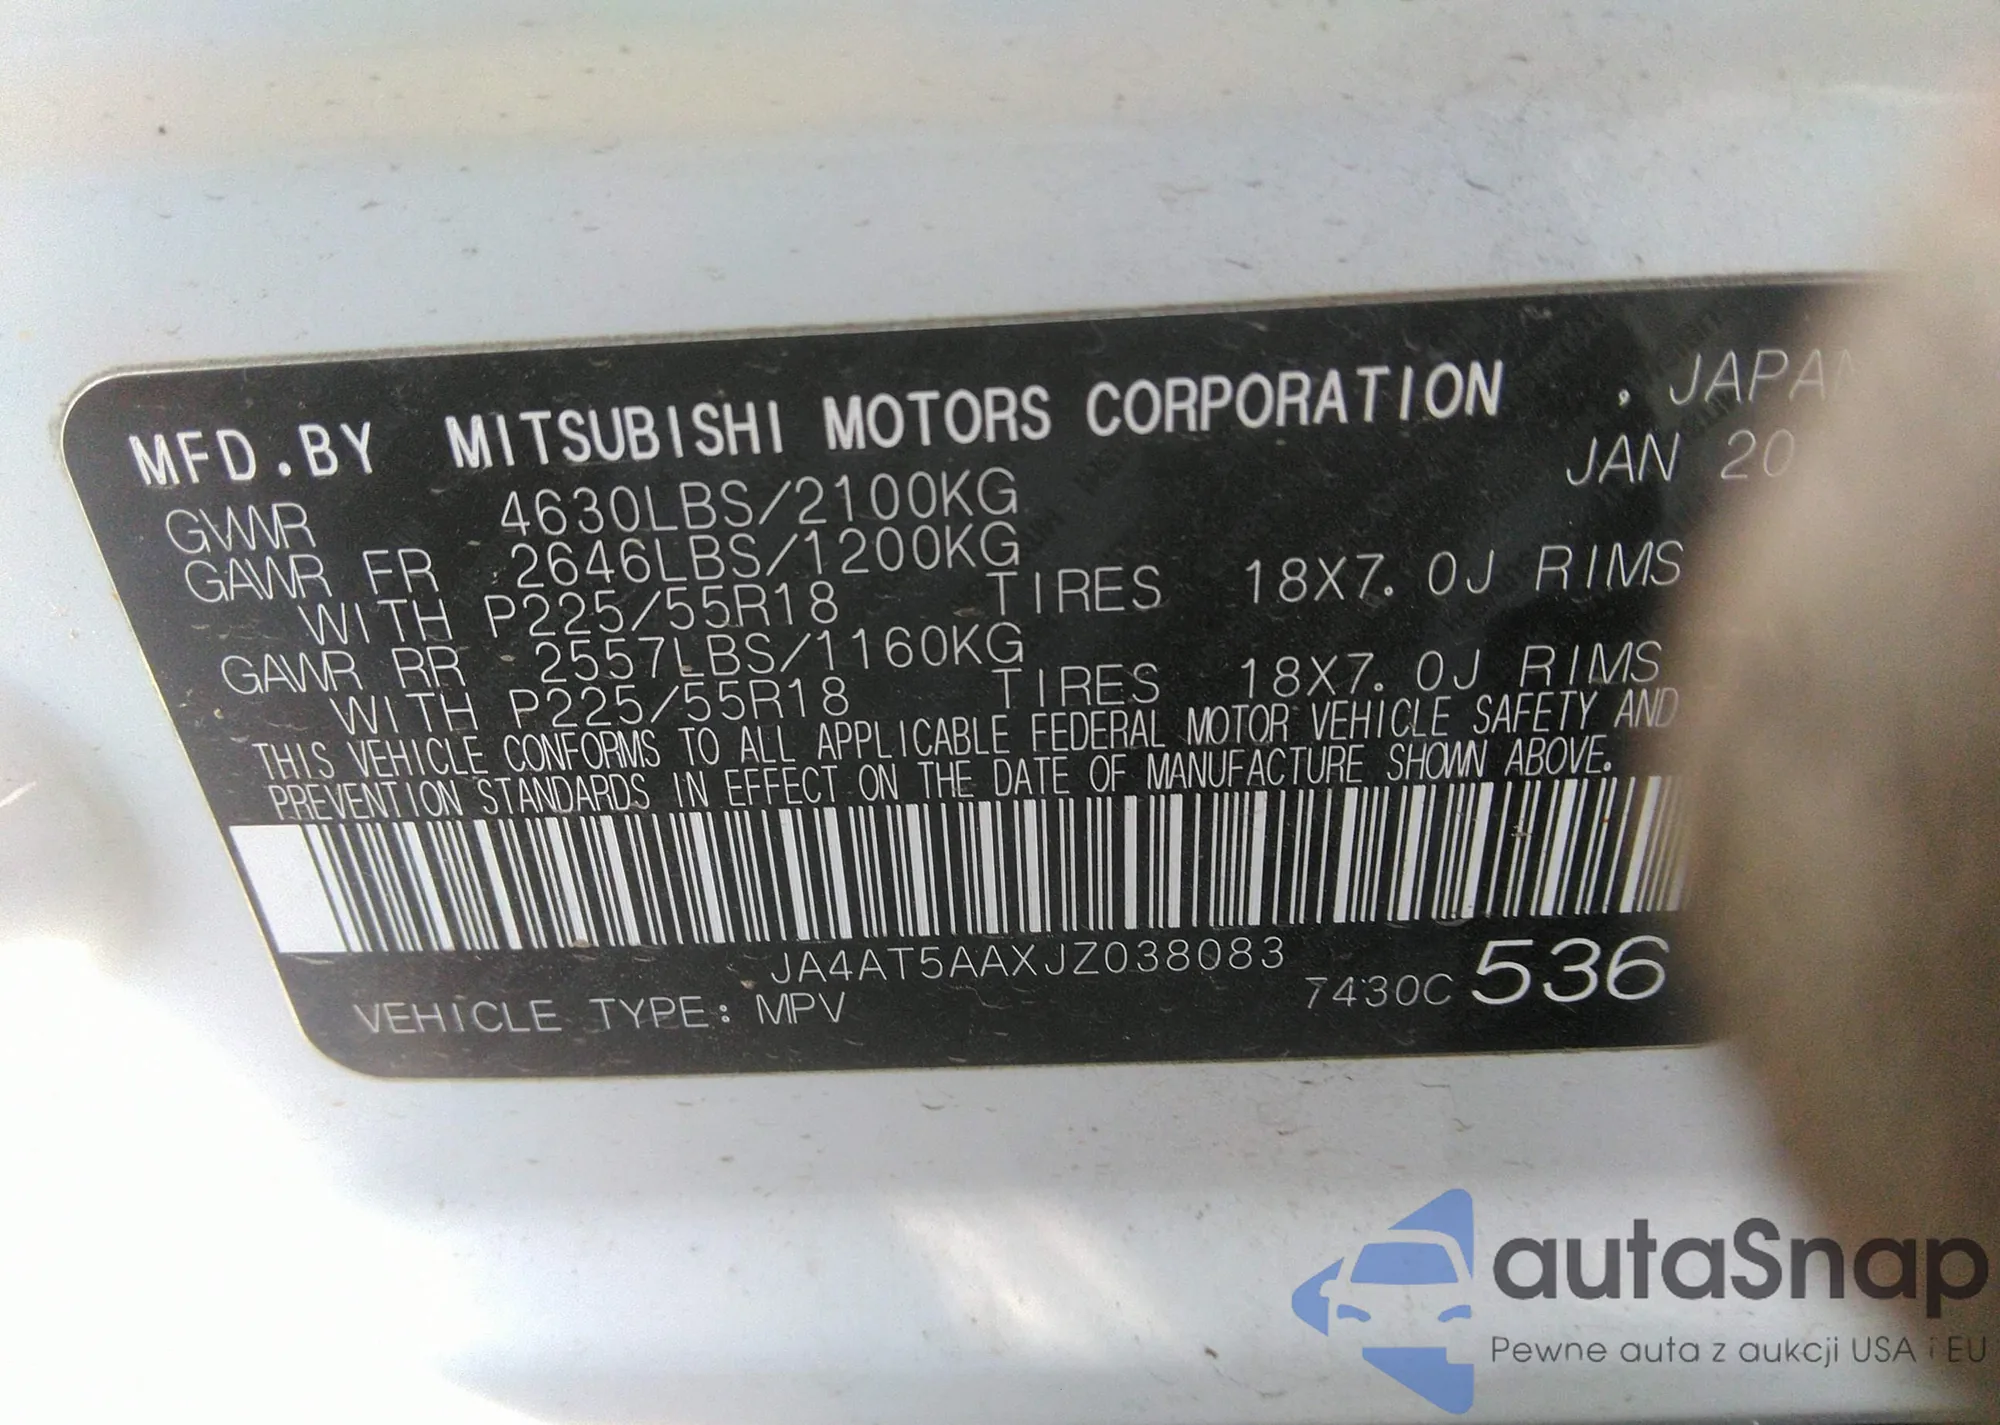 MFD.BY MITSUBISHI MOTORS CORPORATION , JAPAN
JAN 20
GVWR 4630LBS/2100KG
GAWR FR 2646LBS/1200KG
WITH P225/55R18 TIRES 18X7.0J RIMS
GAWR RR 2557LBS/1160KG
WITH P225/55R18 TIRES 18X7.0J RIMS
THIS VEHICLE CONFORMS TO ALL APPLICABLE FEDERAL MOTOR VEHICLE SAFETY AND
PREVENTION STANDARDS IN EFFECT ON THE DATE OF MANUFACTURE SHOWN ABOVE.
JA4AT5AAXJZ038083
VEHICLE TYPE: MPV 7430C 536
autaSnap
Pewne auta z aukcji USA i EU